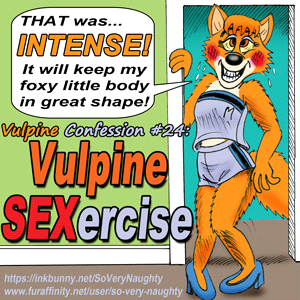 THAT was...
INTENSE!
It will keep my
foxy little body
in great shape!
Vulpine Confession #24:
Vulpine
SEXercise
https://inkbunny.net/SoVeryNaughty
www.furaffinity.net/user/so-very-naughty